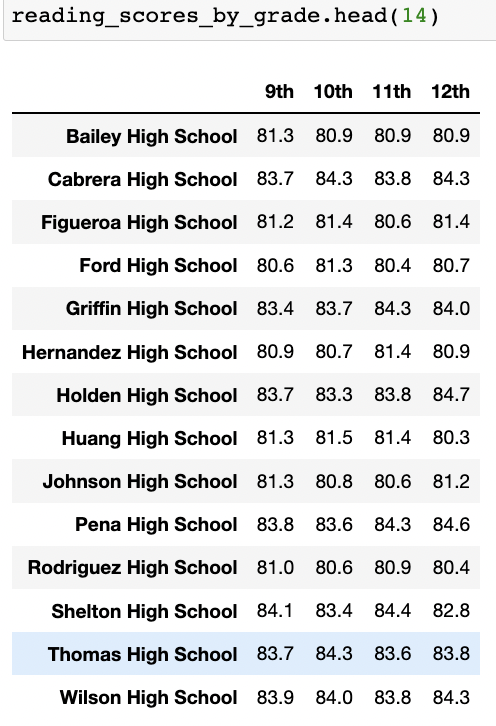 reading_scores_by_grade.head(14)
9th 10th 11th 12th
Bailey High School 81.3 80.9 80.9 80.9
Cabrera High School 83.7 84.3 83.8 84.3
Figueroa High School 81.2 81.4 80.6 81.4
Ford High School 80.6 81.3 80.4 80.7
Griffin High School 83.4 83.7 84.3 84.0
Hernandez High School 80.9 80.7 81.4 80.9
Holden High School 83.7 83.3 83.8 84.7
Huang High School 81.3 81.5 81.4 80.3
Johnson High School 81.3 80.8 80.6 81.2
Pena High School 83.8 83.6 84.3 84.6
Rodriguez High School 81.0 80.6 80.9 80.4
Shelton High School 84.1 83.4 84.4 82.8
Thomas High School 83.7 84.3 83.6 83.8
Wilson High School 83.9 84.0 83.8 84.3